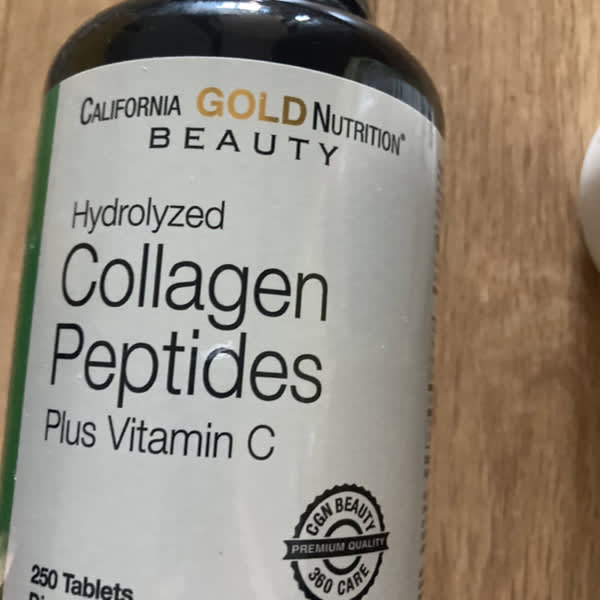 CALIFORNIA GOLD NUTRITION®
BEAUTY
Hydrolyzed
Collagen
Peptides
Plus Vitamin C
CGN BEAUTY
PREMIUM QUALITY
360 CARE
250 Tablets